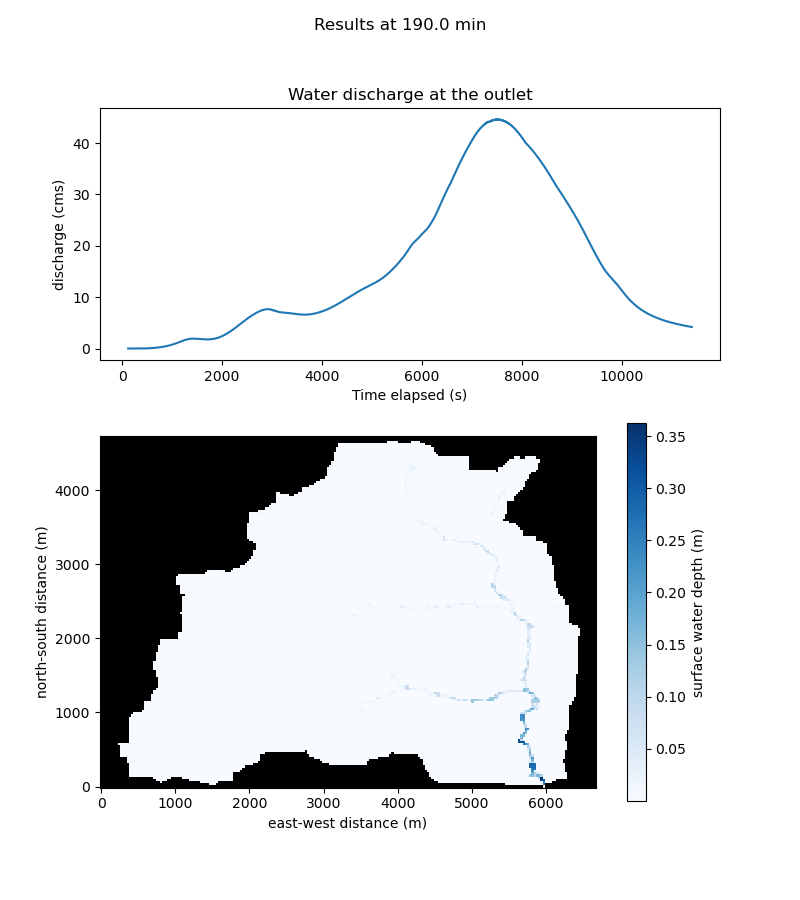 Results at 190.0 min
Water discharge at the outlet
40
30
20
10
0
discharge (cms)
0 2000 4000 6000 8000 10000
Time elapsed (s)
4000
3000
2000
1000
0
north-south distance (m)
0 1000 2000 3000 4000 5000 6000
east-west distance (m)
0.35
0.30
0.25
0.20
0.15
0.10
0.05
surface water depth (m)